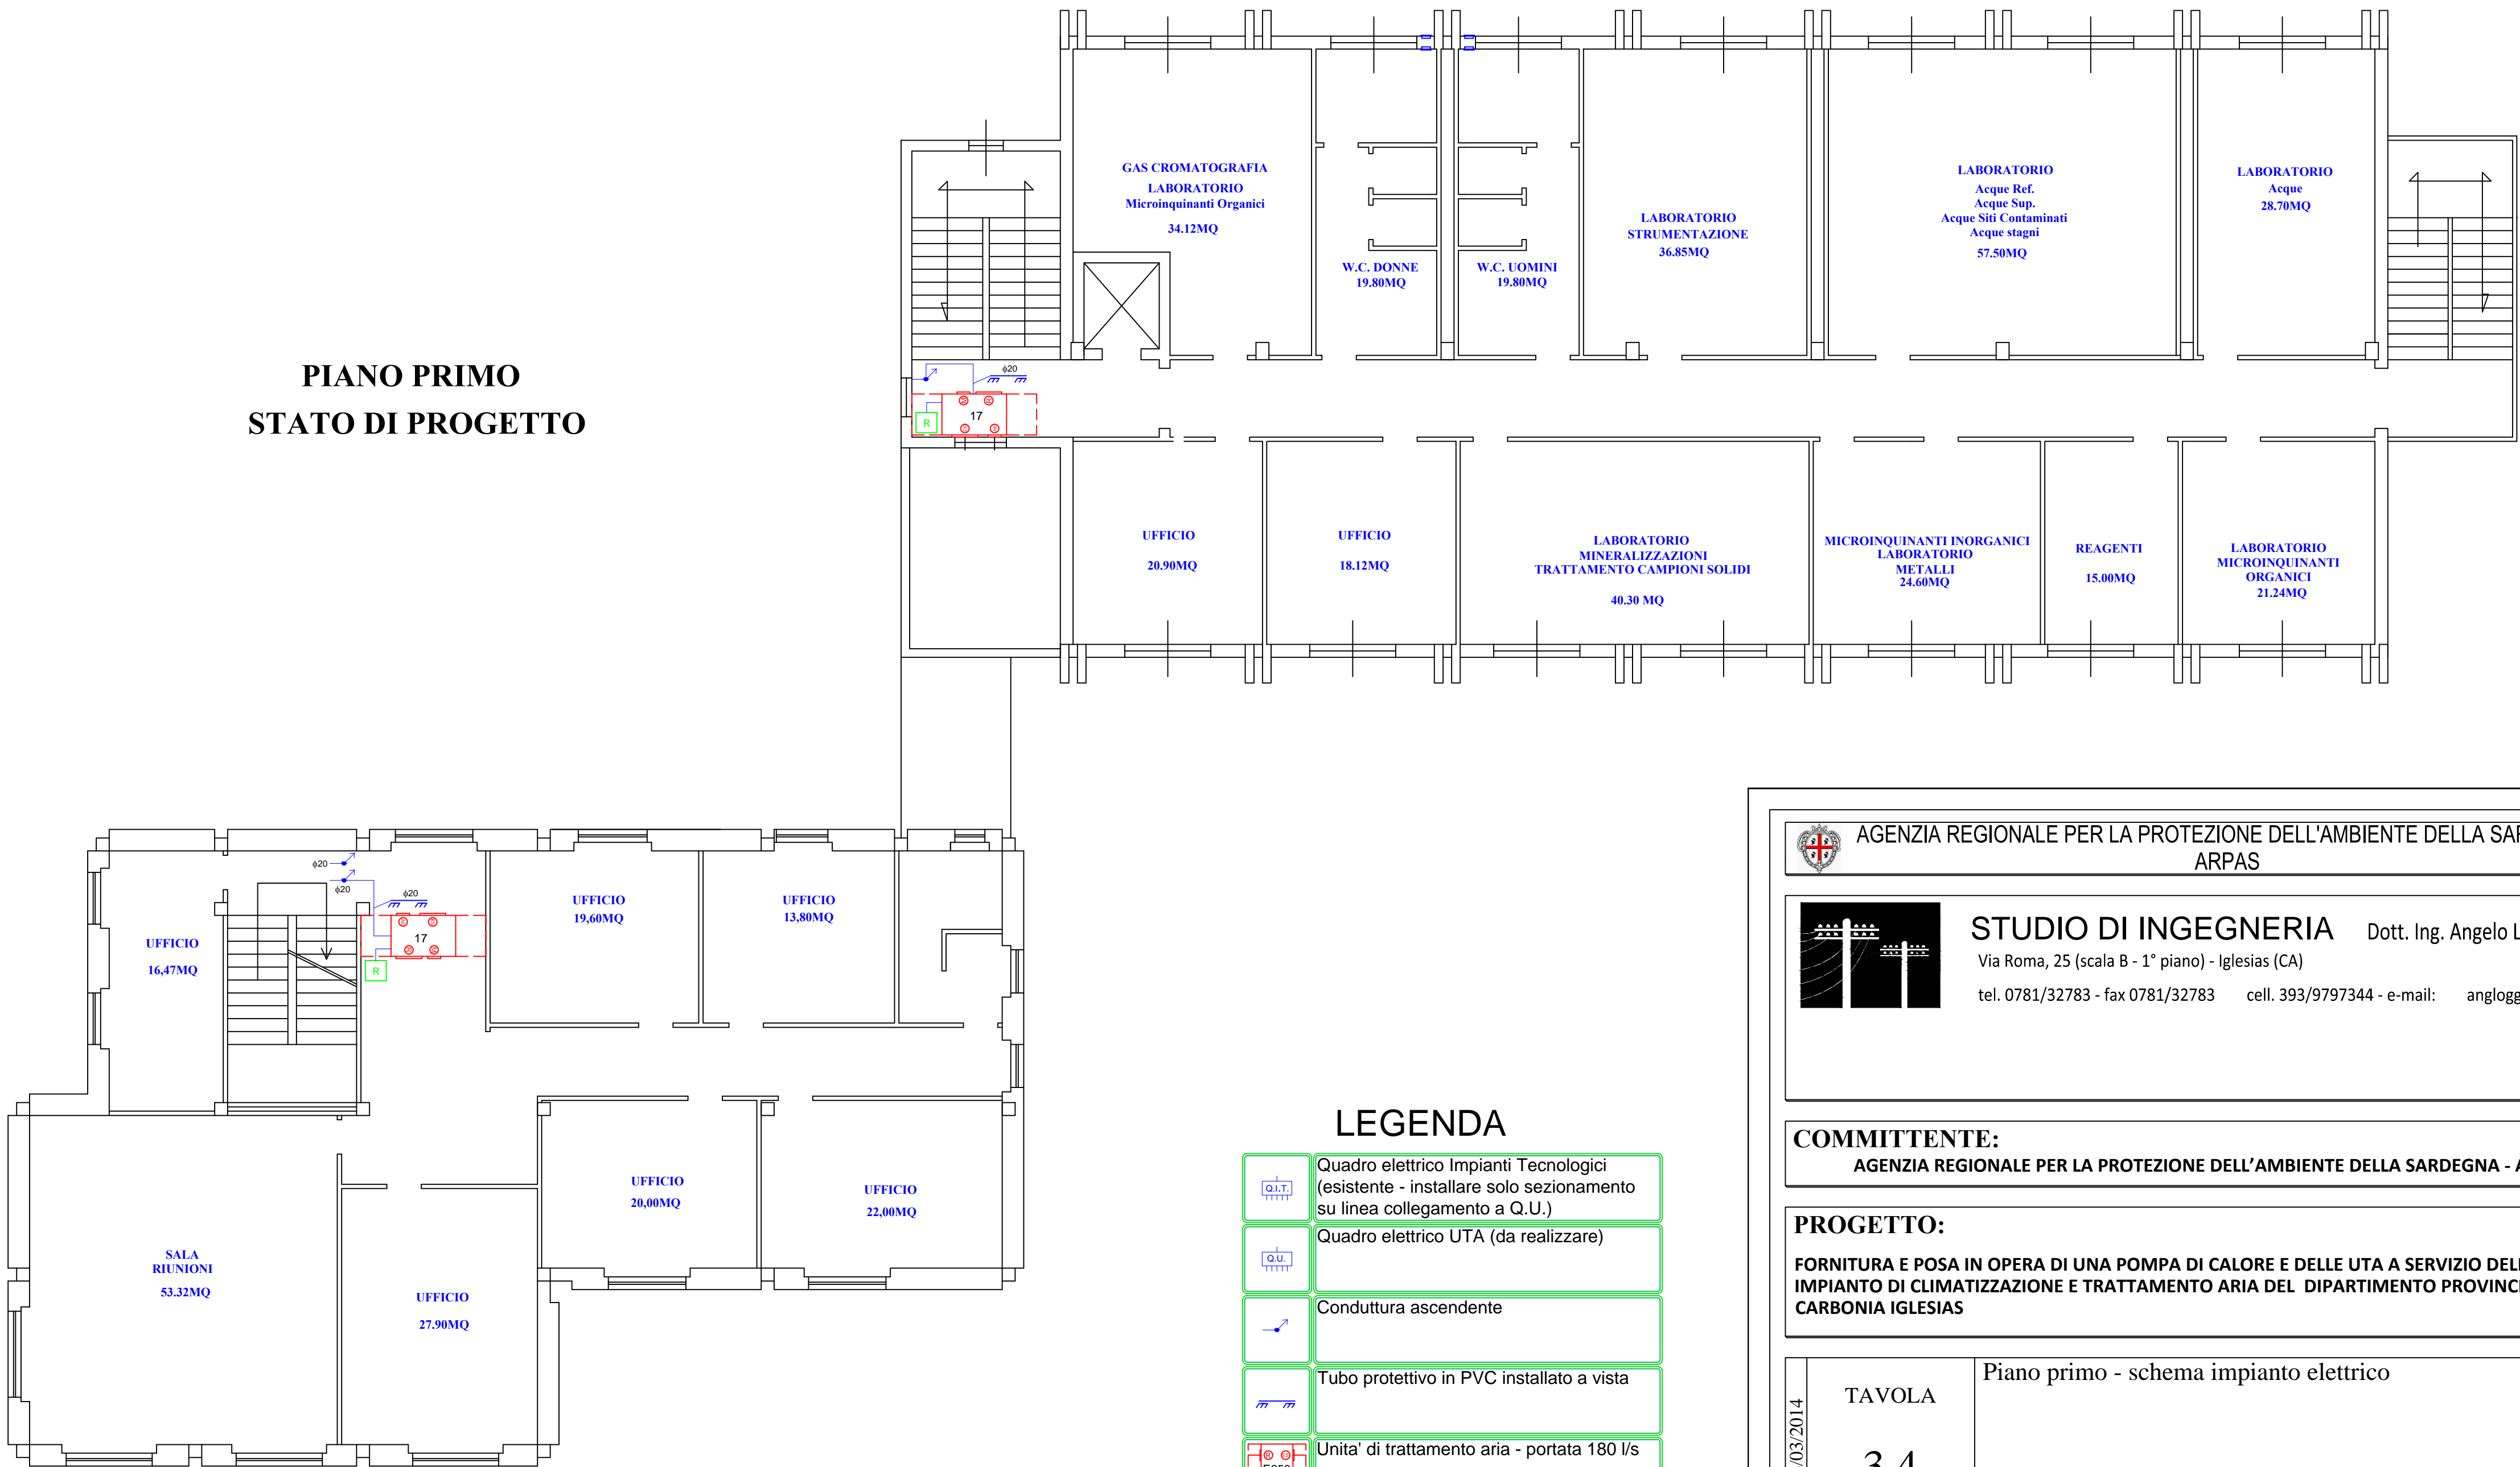 PIANO PRIMO
STATO DI PROGETTO
GAS CROMATOGRAFIA
LABORATORIO
Microinquinanti Organici
34.12MQ
W.C. DONNE
19.80MQ
W.C. UOMINI
19.80MQ
LABORATORIO
STRUMENTAZIONE
36.85MQ
LABORATORIO
Acque Ref.
Acque Sup.
Acque Siti Contaminati
Acque stagni
57.50MQ
LABORATORIO
Acque
28.70MQ
ϕ20
17
R
UFFICIO
20.90MQ
UFFICIO
18.12MQ
LABORATORIO
MINERALIZZAZIONI
TRATTAMENTO CAMPIONI SOLIDI
40.30 MQ
MICROINQUINANTI INORGANICI
LABORATORIO
METALLI
24.60MQ
REAGENTI
15.00MQ
LABORATORIO
MICROINQUINANTI
ORGANICI
21.24MQ
ϕ20
ϕ20
ϕ20
17
R
UFFICIO
16,47MQ
UFFICIO
19,60MQ
UFFICIO
13,80MQ
UFFICIO
20,00MQ
UFFICIO
22,00MQ
SALA
RIUNIONI
53.32MQ
UFFICIO
27.90MQ
LEGENDA
Q.I.T.
Quadro elettrico Impianti Tecnologici
(esistente - installare solo sezionamento
su linea collegamento a Q.U.)
Q.U.
Quadro elettrico UTA (da realizzare)
Conduttura ascendente
Tubo protettivo in PVC installato a vista
Unita' di trattamento aria - portata 180 l/s
AGENZIA REGIONALE PER LA PROTEZIONE DELL'AMBIENTE DELLA SAR
ARPAS
STUDIO DI INGEGNERIA Dott. Ing. Angelo L
Via Roma, 25 (scala B - 1° piano) - Iglesias (CA)
tel. 0781/32783 - fax 0781/32783 cell. 393/9797344 - e-mail: anglogg
COMMITTENTE:
AGENZIA REGIONALE PER LA PROTEZIONE DELL'AMBIENTE DELLA SARDEGNA - A
PROGETTO:
FORNITURA E POSA IN OPERA DI UNA POMPA DI CALORE E DELLE UTA A SERVIZIO DELL
IMPIANTO DI CLIMATIZZAZIONE E TRATTAMENTO ARIA DEL DIPARTIMENTO PROVINCI
CARBONIA IGLESIAS
/03/2014
TAVOLA
3.4
Piano primo - schema impianto elettrico